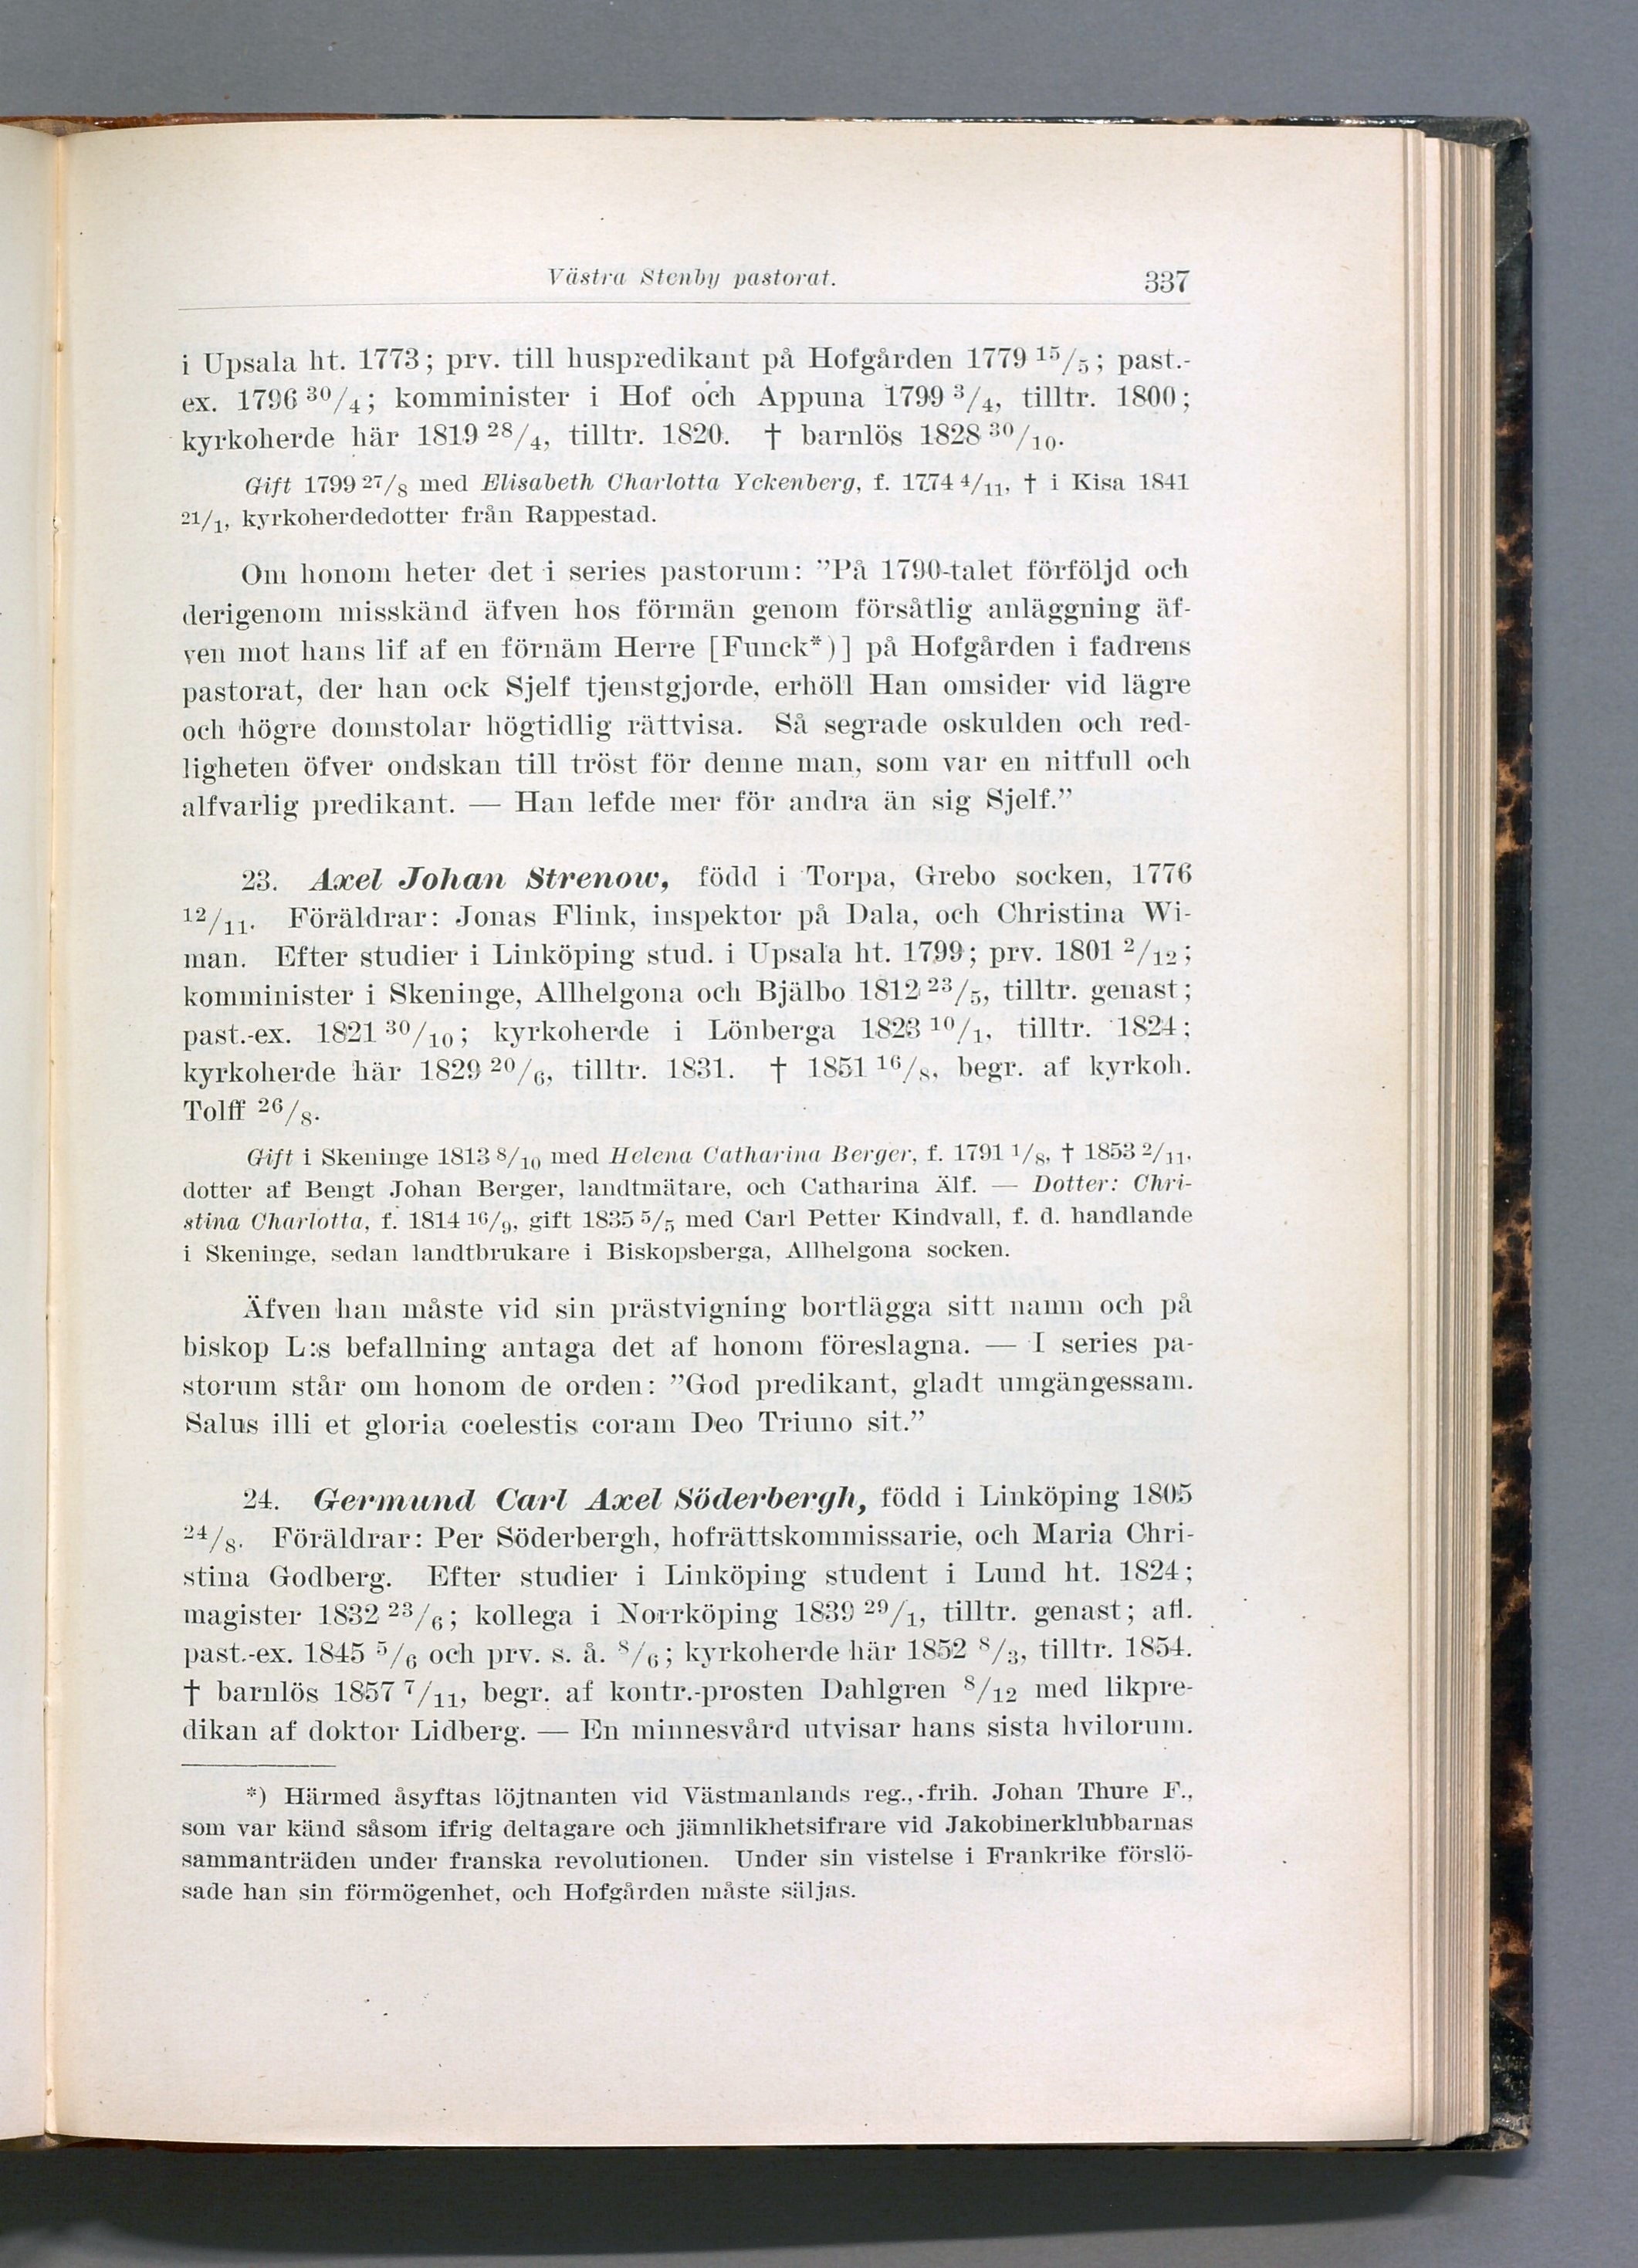 Västra Stenby pastorat. 337
i Upsala ht. 1773; prv. till huspredikant på Hofgården 1779 15/5; past.-
ex. 1796 30/4; komminister i Hof och Appuna 1799 3/4, tilltr. 1800;
kyrkoherde här 1819 28/4, tilltr. 1820. † barnlös 1828 30/10.
Gift 1799 27/8 med Elisabeth Charlotta Yckenberg, f. 1774 4/11, † i Kisa 1841
21/1, kyrkoherdedotter från Rappestad.
Om honom heter det i series pastorum: ”På 1790-talet förföljd och
derigenom misskänd äfven hos förmän genom försåtlig anläggning äf-
ven mot hans lif af en förnäm Herre [Funck*)] på Hofgården i fadrens
pastorat, der han ock Sjelf tjenstgjorde, erhöll Han omsider vid lägre
och högre domstolar högtidlig rättvisa. Så segrade oskulden och red-
ligheten öfver ondskan till tröst för denne man, som var en nitfull och
alfvarlig predikant. — Han lefde mer för andra än sig Sjelf.”
23. Axel Johan Strenow, född i Torpa, Grebo socken, 1776
12/11. Föräldrar: Jonas Flink, inspektor på Dala, och Christina Wi-
man. Efter studier i Linköping stud. i Upsala ht. 1799; prv. 1801 2/12;
komminister i Skeninge, Allhelgona och Bjälbo 1812 23/5, tilltr. genast;
past.-ex. 1821 30/10; kyrkoherde i Lönberga 1823 10/1, tilltr. 1824;
kyrkoherde här 1829 20/6, tilltr. 1831. † 1851 16/8, begr. af kyrkoh.
Tolff 26/8.
Gift i Skeninge 1813 8/10 med Helena Catharina Berger, f. 1791 1/8, † 1853 2/11,
dotter af Bengt Johan Berger, landtmätare, och Catharina Älf. — Dotter: Chri-
stina Charlotta, f. 1814 16/9, gift 1835 5/5 med Carl Petter Kindvall, f. d. handlande
i Skeninge, sedan landtbrukare i Biskopsberga, Allhelgona socken.
Äfven han måste vid sin prästvigning bortlägga sitt namn och på
biskop L:s befallning antaga det af honom föreslagna. — I series pa-
storum står om honom de orden: ”God predikant, gladt umgängessam.
Salus illi et gloria coelestis coram Deo Triuno sit.”
24. Germund Carl Axel Söderbergh, född i Linköping 1805
24/8. Föräldrar: Per Söderbergh, hofrättskommissarie, och Maria Chri-
stina Godberg. Efter studier i Linköping student i Lund ht. 1824;
magister 1832 23/6; kollega i Norrköping 1839 29/1, tilltr. genast; afl.
past.-ex. 1845 5/6 och prv. s. å. 8/6; kyrkoherde här 1852 8/3, tilltr. 1854.
† barnlös 1857 7/11, begr. af kontr.-prosten Dahlgren 8/12 med likpre-
dikan af doktor Lidberg. — En minnesvård utvisar hans sista hvilorum.
*) Härmed åsyftas löjtnanten vid Västmanlands reg., frih. Johan Thure F.,
som var känd såsom ifrig deltagare och jämnlikhetsifrare vid Jakobinerklubbarnas
sammanträden under franska revolutionen. Under sin vistelse i Frankrike förslö-
sade han sin förmögenhet, och Hofgården måste säljas.